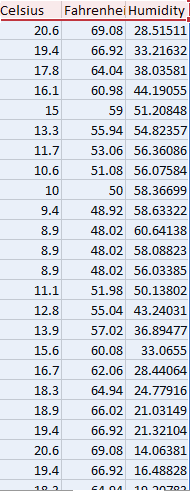 Celsius Fahrenhei Humidity
20.6 69.08 28.51511
19.4 66.92 33.21632
17.8 64.04 38.03581
16.1 60.98 44.19055
15 59 51.20848
13.3 55.94 54.82357
11.7 53.06 56.36086
10.6 51.08 56.07584
10 50 58.36699
9.4 48.92 58.63322
8.9 48.02 60.64138
8.9 48.02 58.08823
8.9 48.02 56.03385
11.1 51.98 50.13802
12.8 55.04 43.24031
13.9 57.02 36.89477
15.6 60.08 33.0655
16.7 62.06 28.44064
18.3 64.94 24.77916
18.9 66.02 21.03149
19.4 66.92 21.32104
20.6 69.08 14.06381
19.4 66.92 16.48828
18.3 64.94